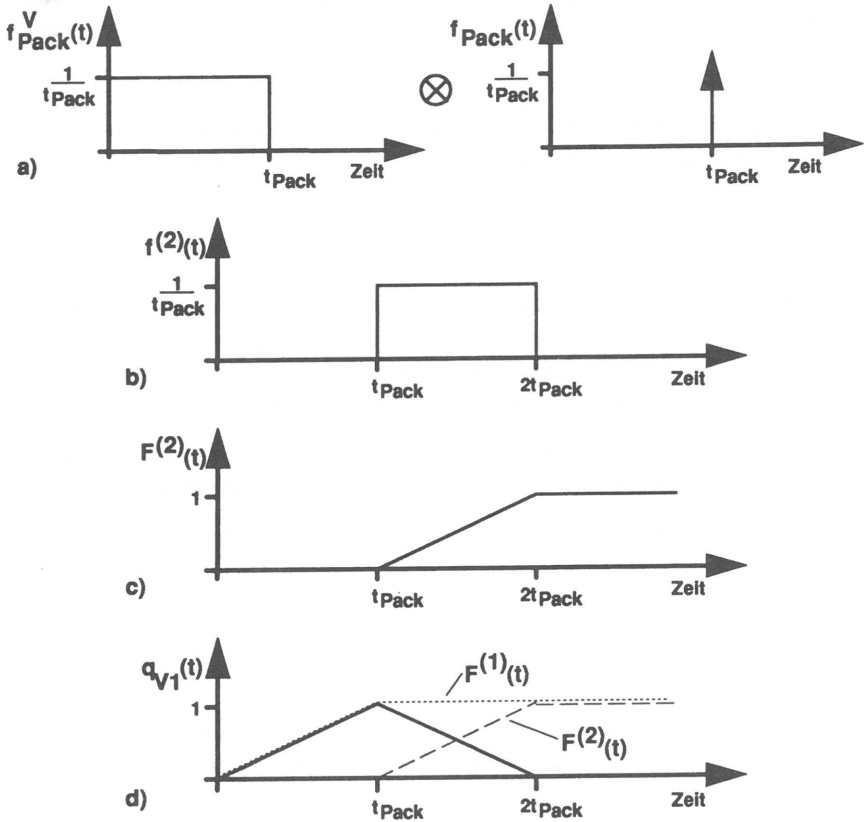 f^V_Pack(t)
1/t_Pack
t_Pack
Zeit
⊗
f_Pack(t)
1/t_Pack
t_Pack
Zeit
a)
f^(2)(t)
1/t_Pack
t_Pack
2t_Pack
Zeit
b)
F^(2)(t)
1
t_Pack
2t_Pack
Zeit
c)
q_V1(t)
1
F^(1)(t)
F^(2)(t)
t_Pack
2t_Pack
Zeit
d)